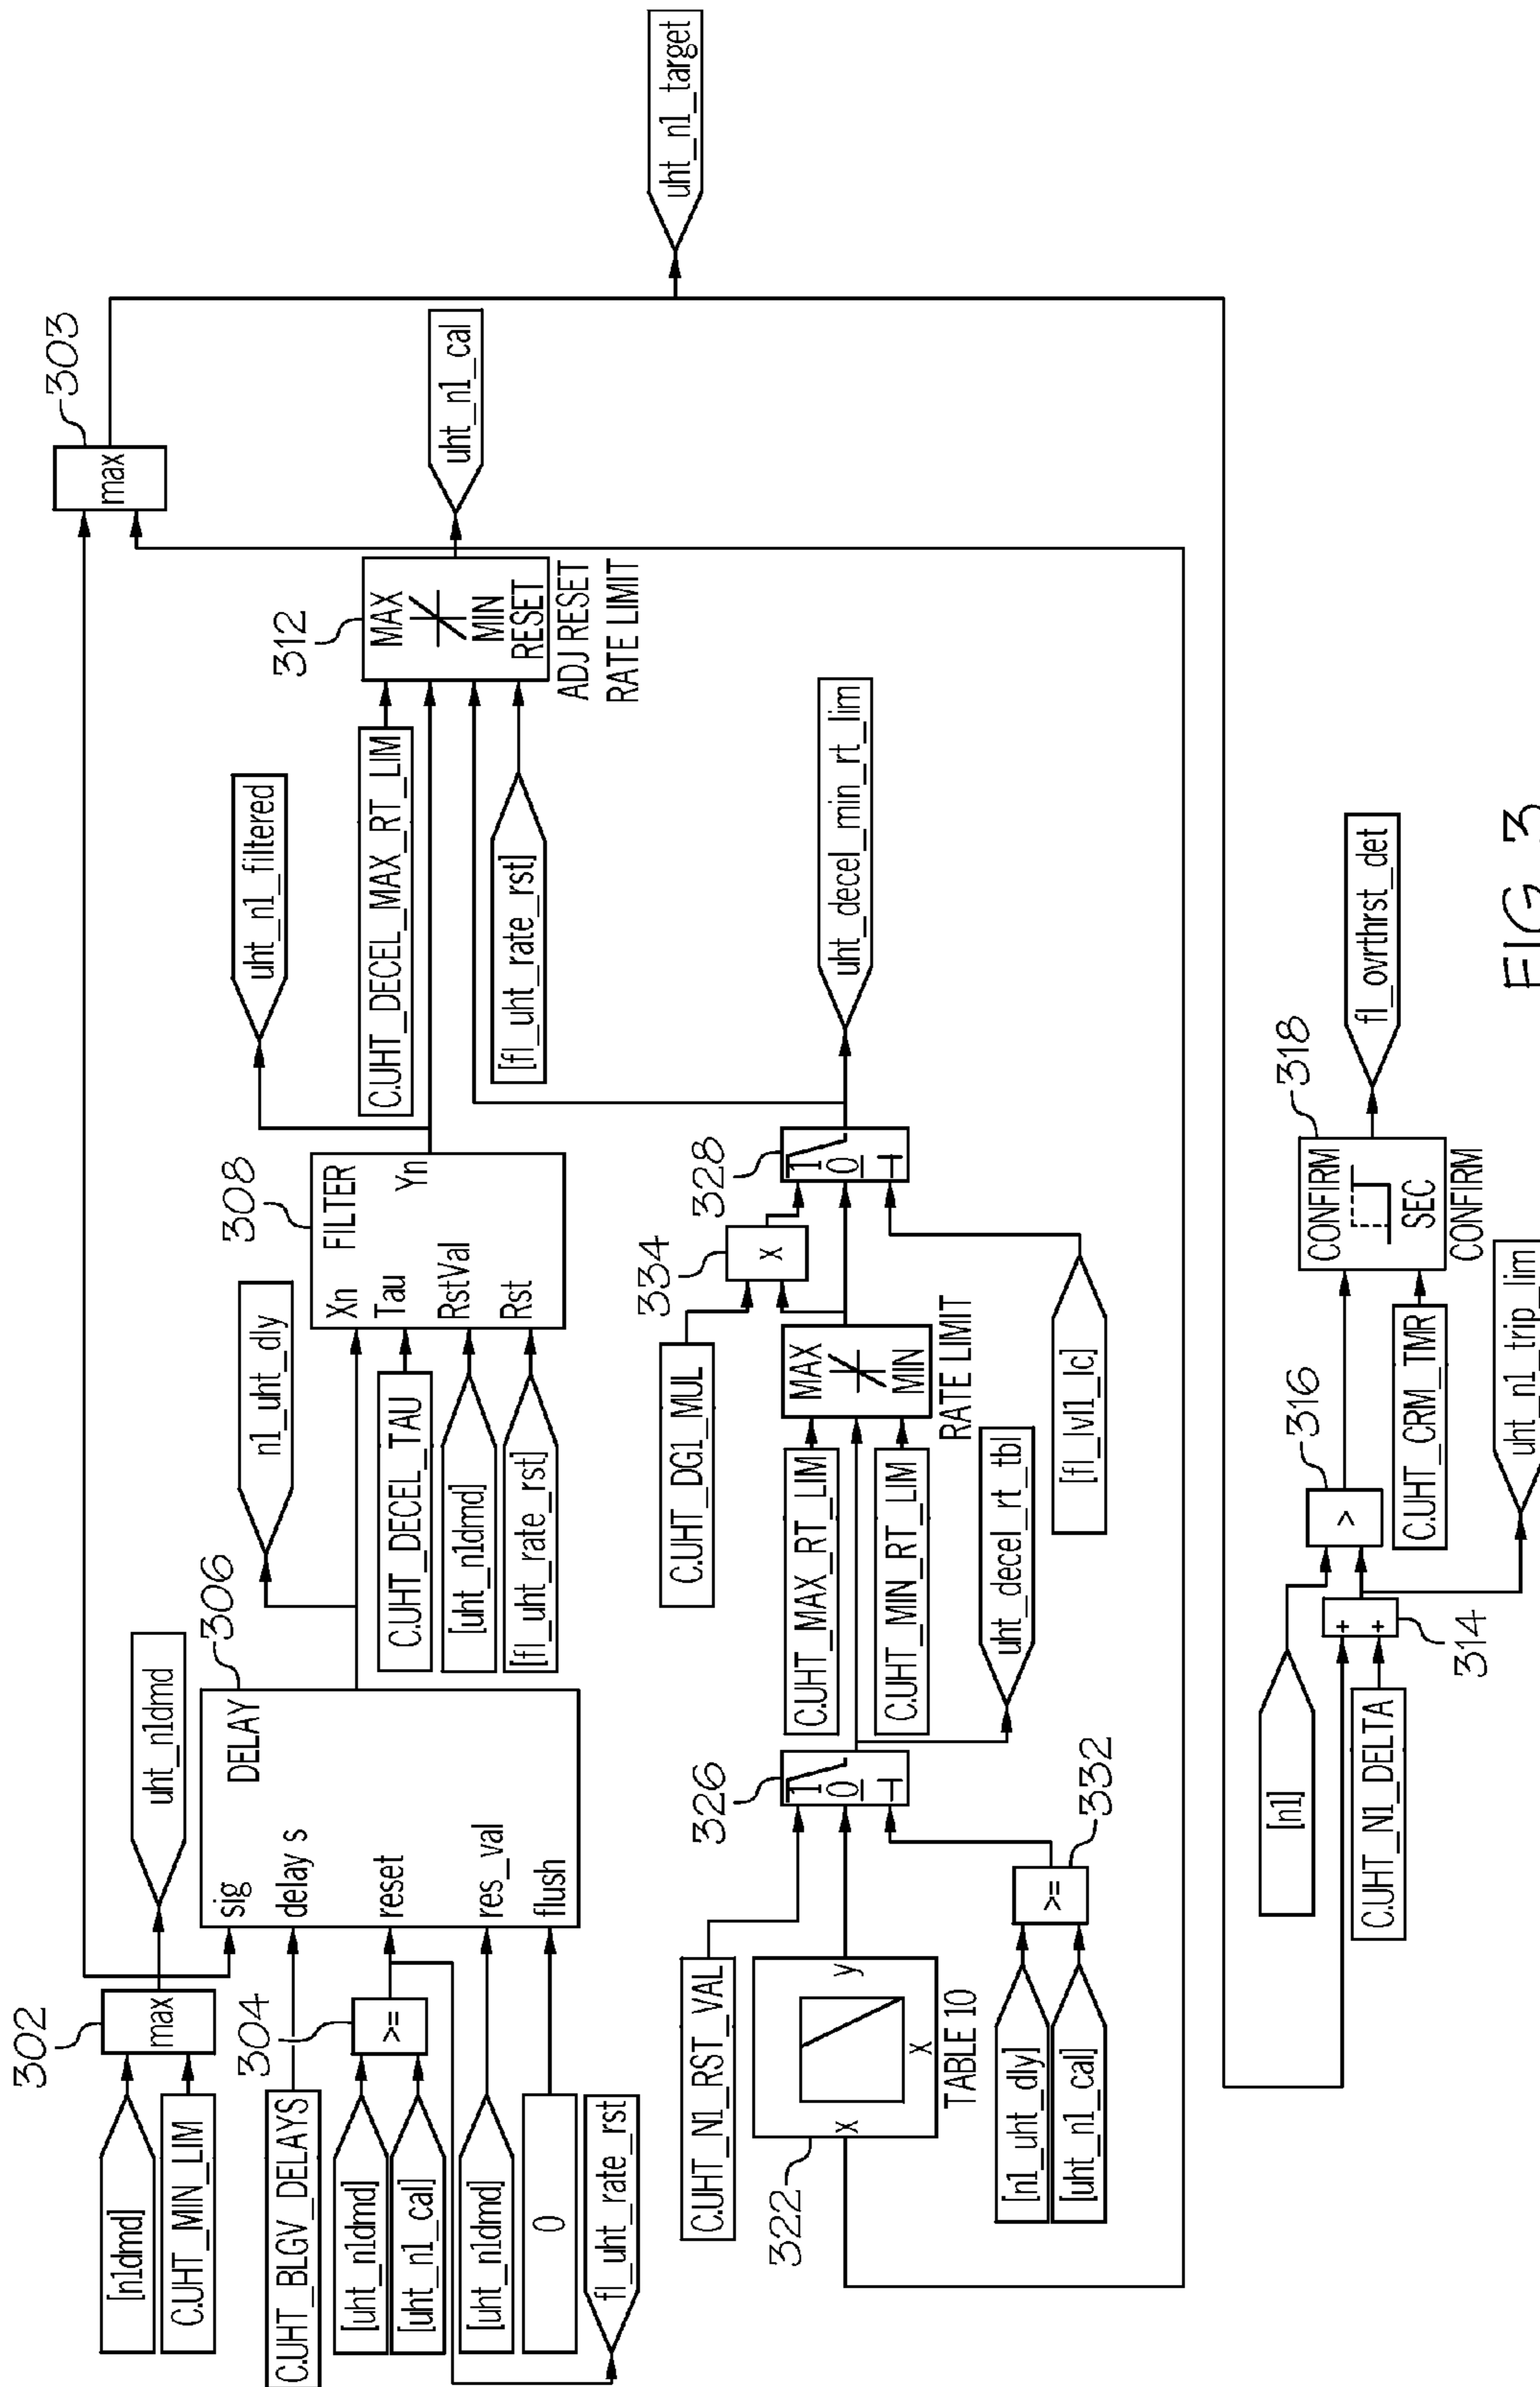 302
[n1dmd]
C.UHT_MIN_LIM
max
uht_n1dmd
303
max
C.UHT_BLGV_DELAYS
304
[uht_n1dmd]
[uht_n1_cal]
>=
[uht_n1dmd]
0
fl_uht_rate_rst
306
DELAY
sig
delay s
reset
res_val
flush
n1_uht_dly
C.UHT_DECEL_TAU
[uht_n1dmd]
[fl_uht_rate_rst]
308
FILTER
Xn
Tau
RstVal
Rst
Yn
uht_n1_filtered
C.UHT_DECEL_MAX_RT_LIM
[fl_uht_rate_rst]
312
MAX
MIN
RESET
ADJ RESET
RATE LIMIT
uht_n1_cal
uht_n1_target
C.UHT_N1_RST_VAL
322
x
y
x
TABLE 10
[n1_uht_dly]
[uht_n1_cal]
>=
332
326
1
0
T
C.UHT_DG1_MUL
C.UHT_MAX_RT_LIM
C.UHT_MIN_RT_LIM
uht_decel_rt_tbl
MAX
MIN
RATE LIMIT
334
x
[fl_lvl1_ic]
328
1
0
T
uht_decel_min_rt_lim
[n1]
C.UHT_N1_DELTA
+
+
314
316
>
C.UHT_CRM_TMR
uht_n1_trip_lim
318
CONFIRM
SEC
CONFIRM
fl_ovrthrst_det
FIG 3